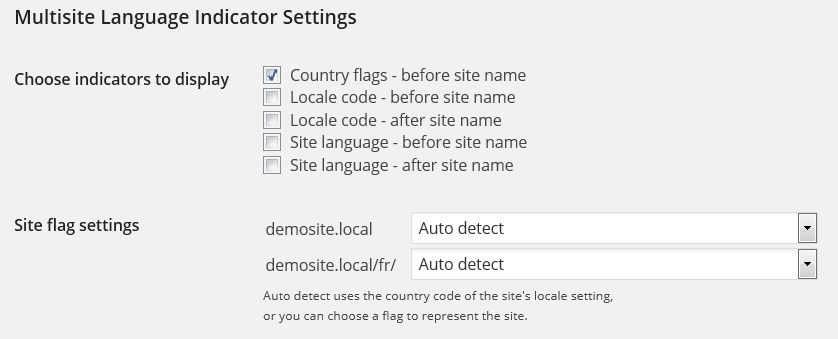 Multisite Language Indicator Settings
Choose indicators to display
Country flags - before site name
Locale code - before site name
Locale code - after site name
Site language - before site name
Site language - after site name
Site flag settings
demosite.local Auto detect
demosite.local/fr/ Auto detect
Auto detect uses the country code of the site's locale setting,
or you can choose a flag to represent the site.